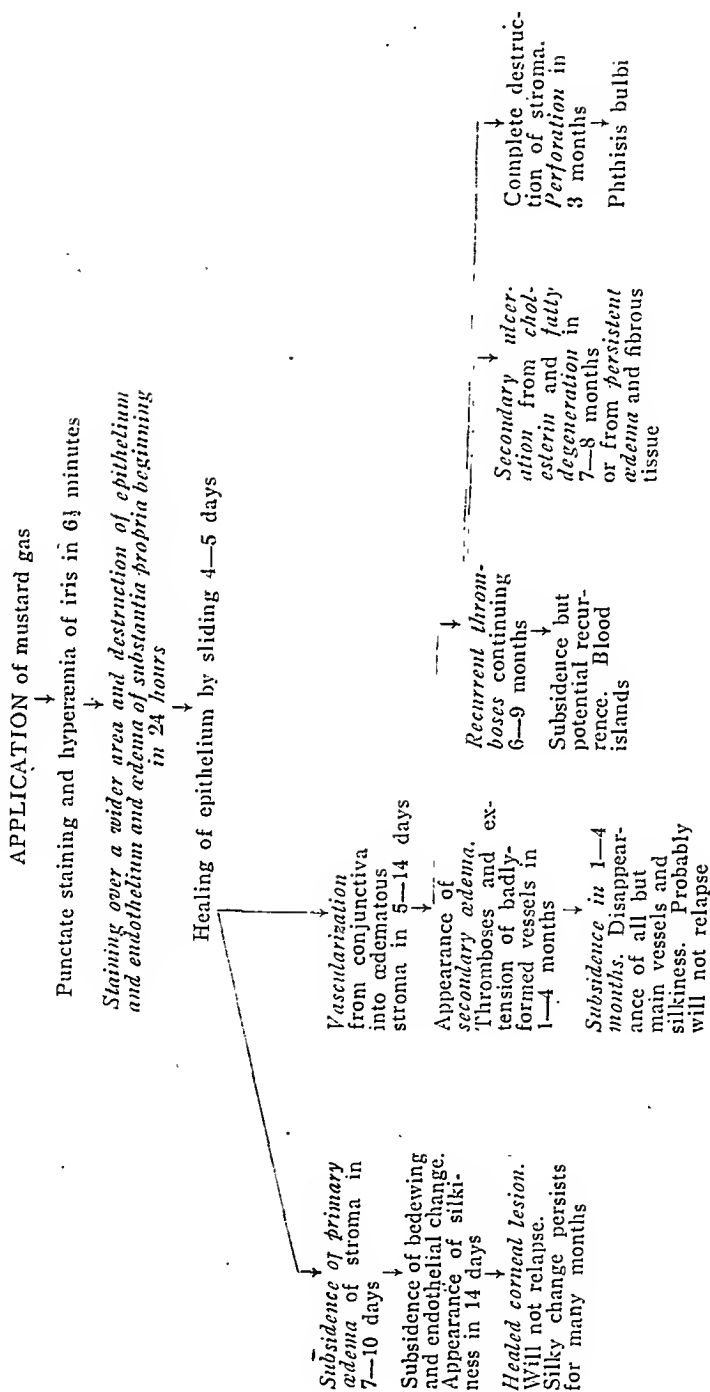 APPLICATION of mustard gas
↓
Punctate staining and hyperæmia of iris in 6½ minutes
↓
Staining over a wider area and destruction of epithelium
and endothelium and œdema of substantia propria beginning
in 24 hours
↓
Healing of epithelium by sliding 4—5 days
Subsidence of primary
œdema of stroma in
7—10 days
↓
Subsidence of bedewing
and endothelial change.
Appearance of silki-
ness in 14 days
↓
Healed corneal lesion.
Will not relapse.
Silky change persists
for many months
Vascularization
from conjunctiva
into œdematous
stroma in 5—14 days
↓
Appearance of
secondary œdema.
Thromboses and ex-
tension of badly-
formed vessels in
1—4 months
↓
Subsidence in 1—4
months. Disappear-
ance of all but
main vessels and
silkiness. Probably
will not relapse
↓
Recurrent throm-
boses continuing
6—9 months
↓
Subsidence but
potential recur-
rence. Blood
islands
↓
Secondary ulcer-
ation from chol-
esterin and fatty
degeneration in
7—8 months
or from persistent
œdema and fibrous
tissue
↓
Complete destruc-
tion of stroma.
Perforation in
3 months
↓
Phthisis bulbi